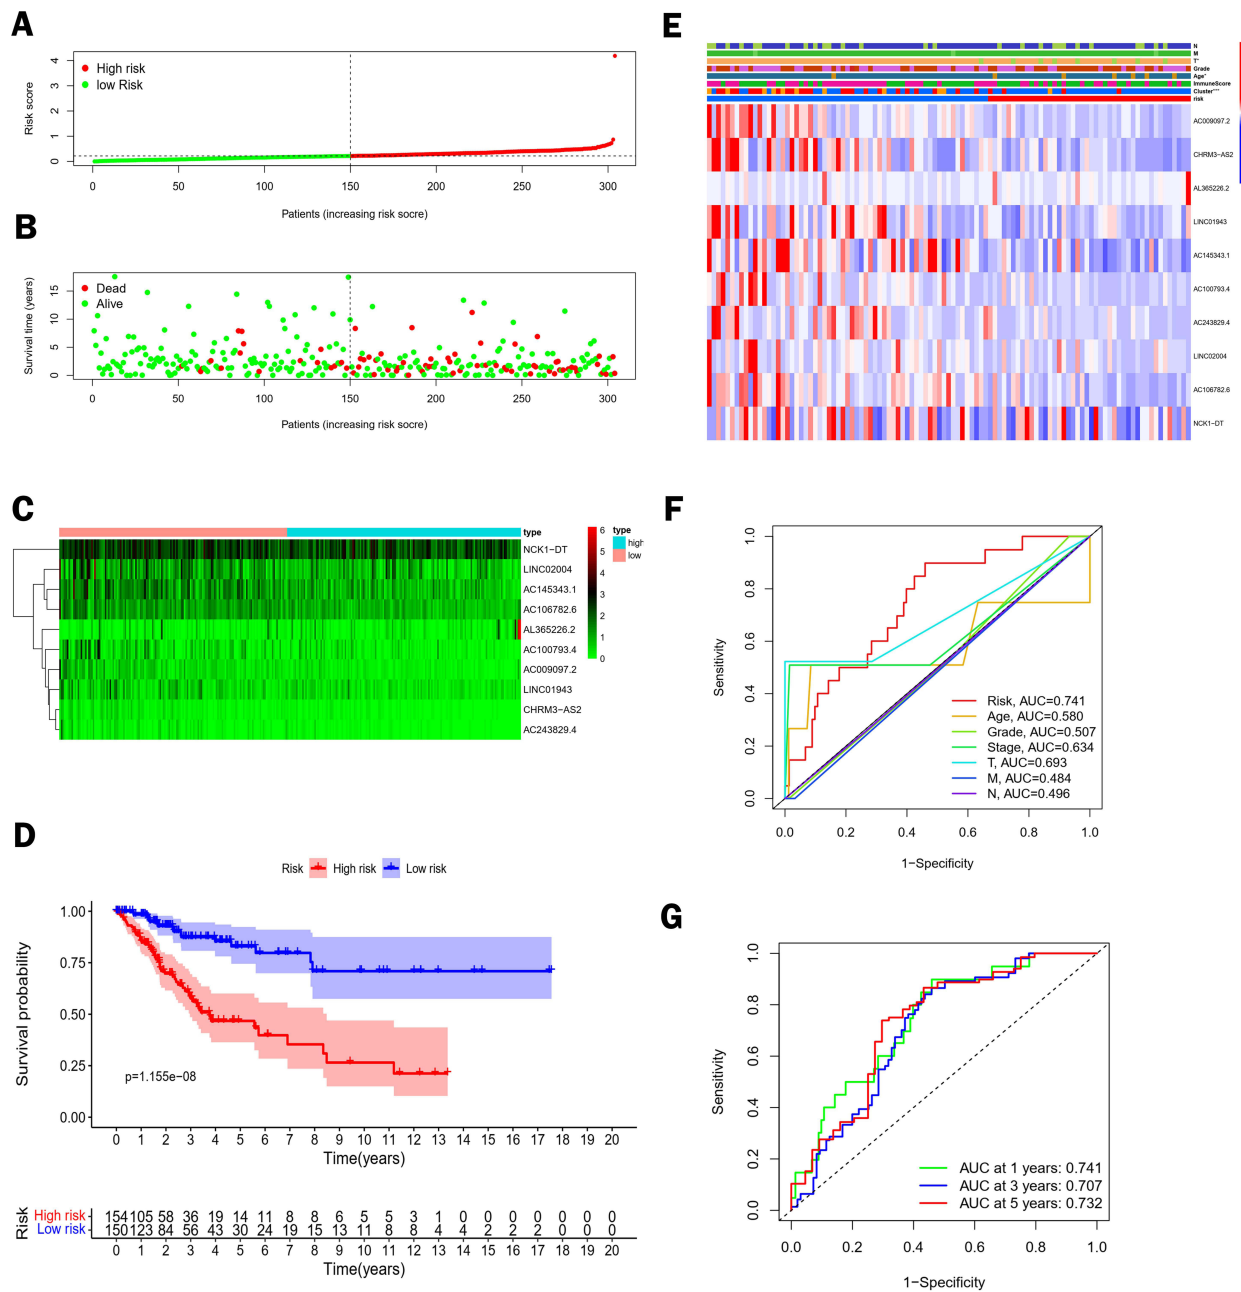 A
High risk
low Risk
Risk score
0
1
2
3
4
0
50
100
150
200
250
300
Patients (increasing risk socre)
B
Dead
Alive
Survival time (years)
0
5
10
15
0
50
100
150
200
250
300
Patients (increasing risk socre)
C
type
NCK1−DT
LINC02004
AC145343.1
AC106782.6
AL365226.2
AC100793.4
AC009097.2
LINC01943
CHRM3−AS2
AC243829.4
6
5
4
3
2
1
0
type
high
low
D
Risk
High risk
Low risk
Survival probability
1.00
0.75
0.50
0.25
0.00
p=1.155e−08
0 1 2 3 4 5 6 7 8 9 10 11 12 13 14 15 16 17 18 19 20
Time(years)
Risk
High risk 154 105 58 36 19 14 11 8 8 6 5 5 3 1 0 0 0 0 0 0 0
Low risk 150 123 84 56 43 30 24 19 15 13 11 8 8 4 4 2 2 2 0 0 0
0 1 2 3 4 5 6 7 8 9 10 11 12 13 14 15 16 17 18 19 20
Time(years)
E
N
M
T*
Grade
Age*
ImmuneScore
Cluster***
risk
AC009097.2
CHRM3−AS2
AL365226.2
LINC01943
AC145343.1
AC100793.4
AC243829.4
LINC02004
AC106782.6
NCK1−DT
F
Sensitivity
0.0
0.2
0.4
0.6
0.8
1.0
Risk, AUC=0.741
Age, AUC=0.580
Grade, AUC=0.507
Stage, AUC=0.634
T, AUC=0.693
M, AUC=0.484
N, AUC=0.496
0.0
0.2
0.4
0.6
0.8
1.0
1−Specificity
G
Sensitivity
0.0
0.2
0.4
0.6
0.8
1.0
AUC at 1 years: 0.741
AUC at 3 years: 0.707
AUC at 5 years: 0.732
0.0
0.2
0.4
0.6
0.8
1.0
1−Specificity